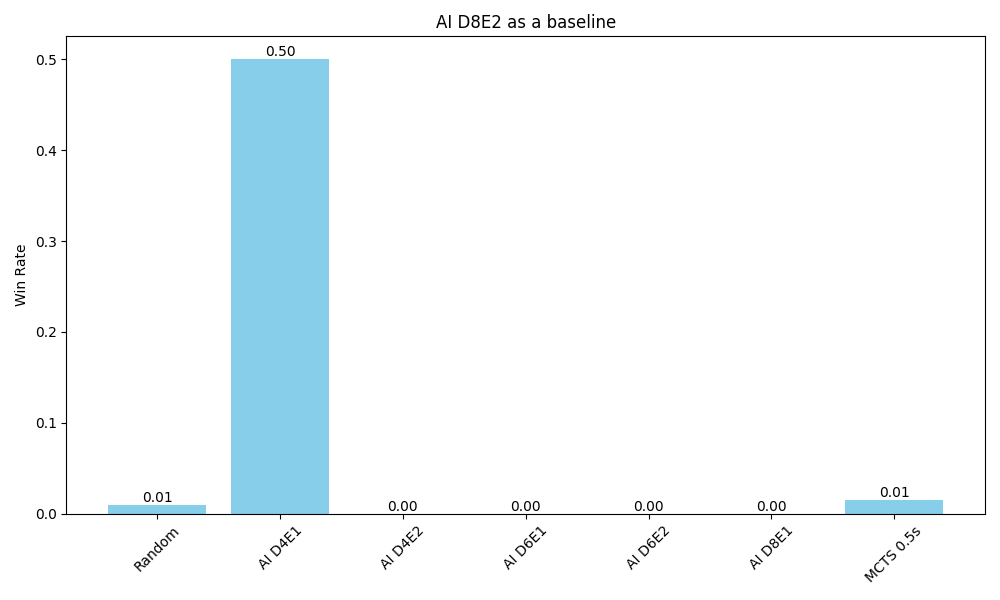 AI D8E2 as a baseline
Win Rate
0.5
0.4
0.3
0.2
0.1
0.0
0.01
0.50
0.00
0.00
0.00
0.00
0.01
Random
AI D4E1
AI D4E2
AI D6E1
AI D6E2
AI D8E1
MCTS 0.5s